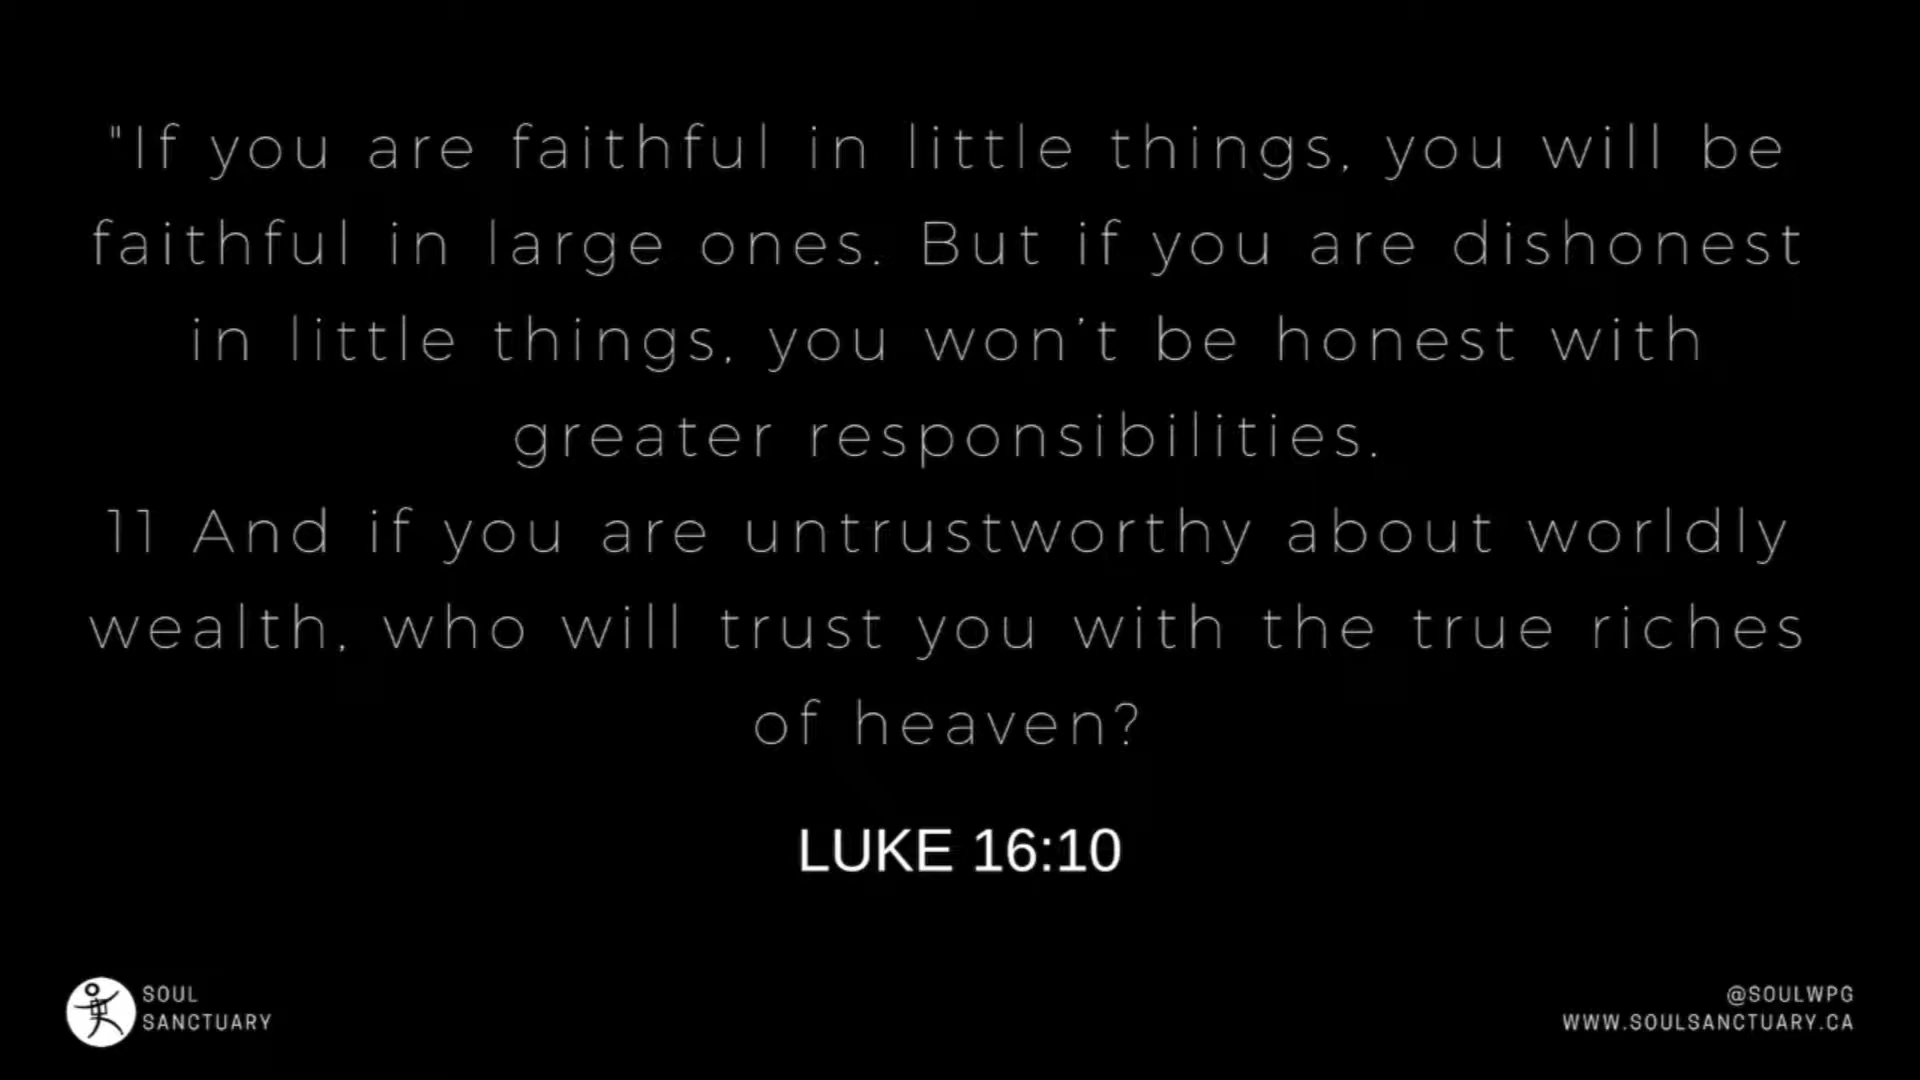 "If you are faithful in little things, you will be
faithful in large ones. But if you are dishonest
in little things, you won't be honest with
greater responsibilities.
11 And if you are untrustworthy about worldly
wealth, who will trust you with the true riches
of heaven?
LUKE 16:10
SOUL
SANCTUARY
@SOULWPG
WWW.SOULSANCTUARY.CA